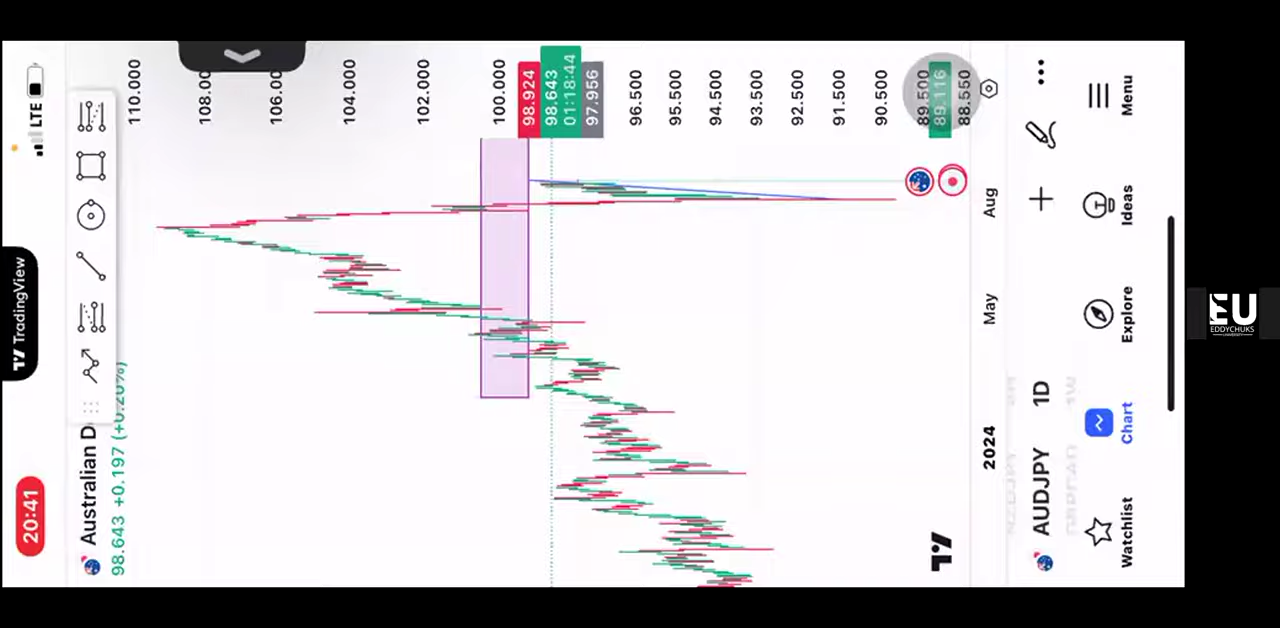 20:41
LTE
TradingView
Australian D
98.643 +0.197 (+0.20%)
110.000
108.00
106.00
104.000
102.000
100.000
98.924
98.643
01:18:44
97.956
96.500
95.500
94.500
93.500
92.500
91.500
90.500
89.500
89.116
88.550
2024
May
Aug
AUDJPY 1D
NZDJPY
Watchlist
Chart
Explore
Ideas
Menu
EU
EDDYCHUKS